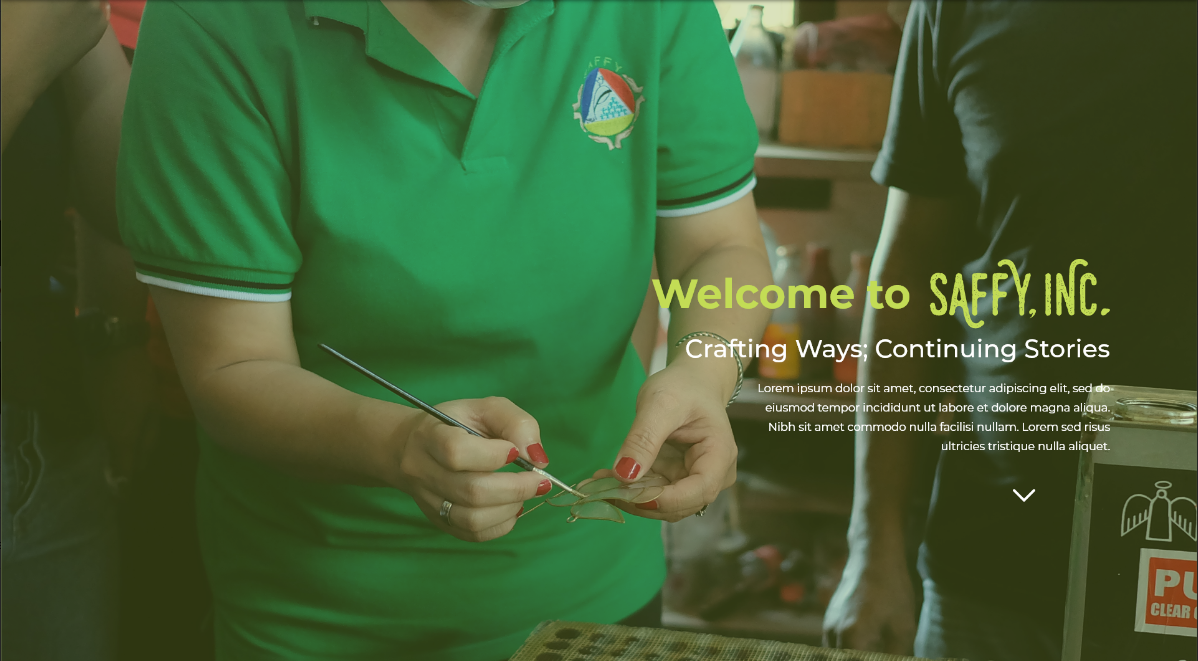 SAFFY
Welcome to SAFFY, INC.
Crafting Ways; Continuing Stories
Lorem ipsum dolor sit amet, consectetur adipiscing elit, sed do
eiusmod tempor incididunt ut labore et dolore magna aliqua.
Nibh sit amet commodo nulla facilisi nullam. Lorem sed risus
ultricies tristique nulla aliquet.
PU
CLEAR